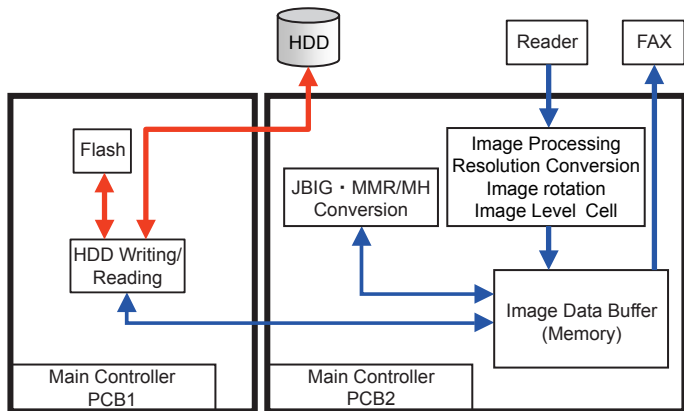 HDD
Reader
FAX
Flash
HDD Writing/
Reading
Main Controller
PCB1
JBIG・MMR/MH
Conversion
Image Processing
Resolution Conversion
Image rotation
Image Level Cell
Image Data Buffer
(Memory)
Main Controller
PCB2